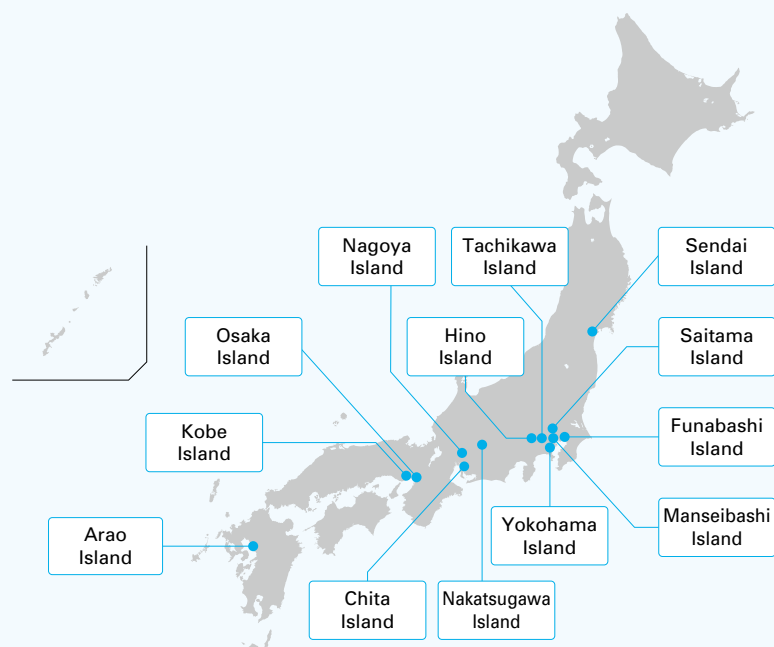 Nagoya
Island
Tachikawa
Island
Sendai
Island
Osaka
Island
Hino
Island
Saitama
Island
Kobe
Island
Funabashi
Island
Arao
Island
Yokohama
Island
Manseibashi
Island
Chita
Island
Nakatsugawa
Island